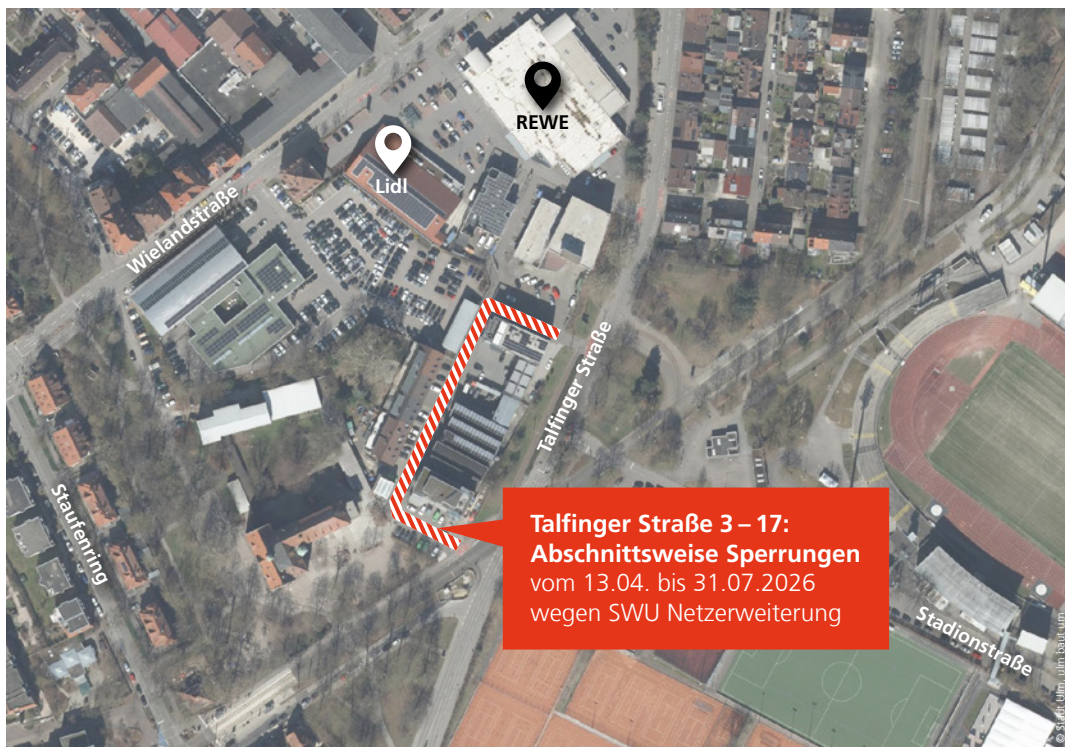 REWE
Lidl
Wielandstraße
Talfinger Straße
Staufenring
Talfinger Straße 3 – 17:
Abschnittsweise Sperrungen
vom 13.04. bis 31.07.2026
wegen SWU Netzerweiterung
Stadionstraße
© Stadt Ulm, ulm baut um